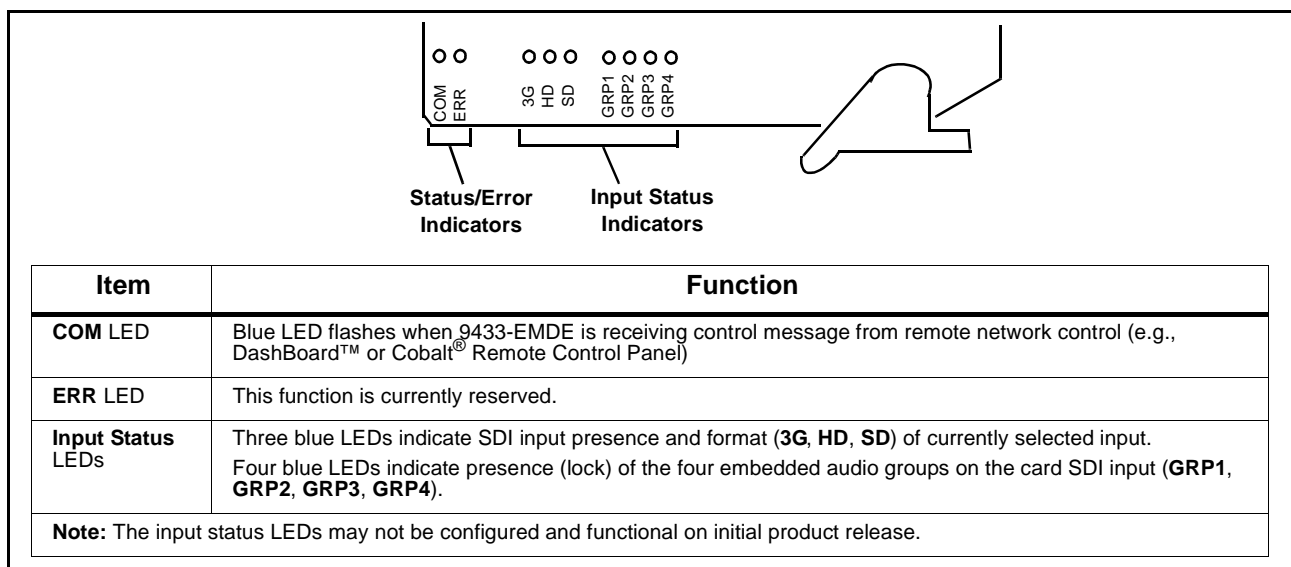 COM
ERR
3G
HD
SD
GRP1
GRP2
GRP3
GRP4
Status/Error
Indicators
Input Status
Indicators
Item
Function
COM LED
Blue LED flashes when 9433-EMDE is receiving control message from remote network control (e.g.,
DashBoard™ or Cobalt® Remote Control Panel)
ERR LED
This function is currently reserved.
Input Status
LEDs
Three blue LEDs indicate SDI input presence and format (3G, HD, SD) of currently selected input.
Four blue LEDs indicate presence (lock) of the four embedded audio groups on the card SDI input (GRP1,
GRP2, GRP3, GRP4).
Note: The input status LEDs may not be configured and functional on initial product release.